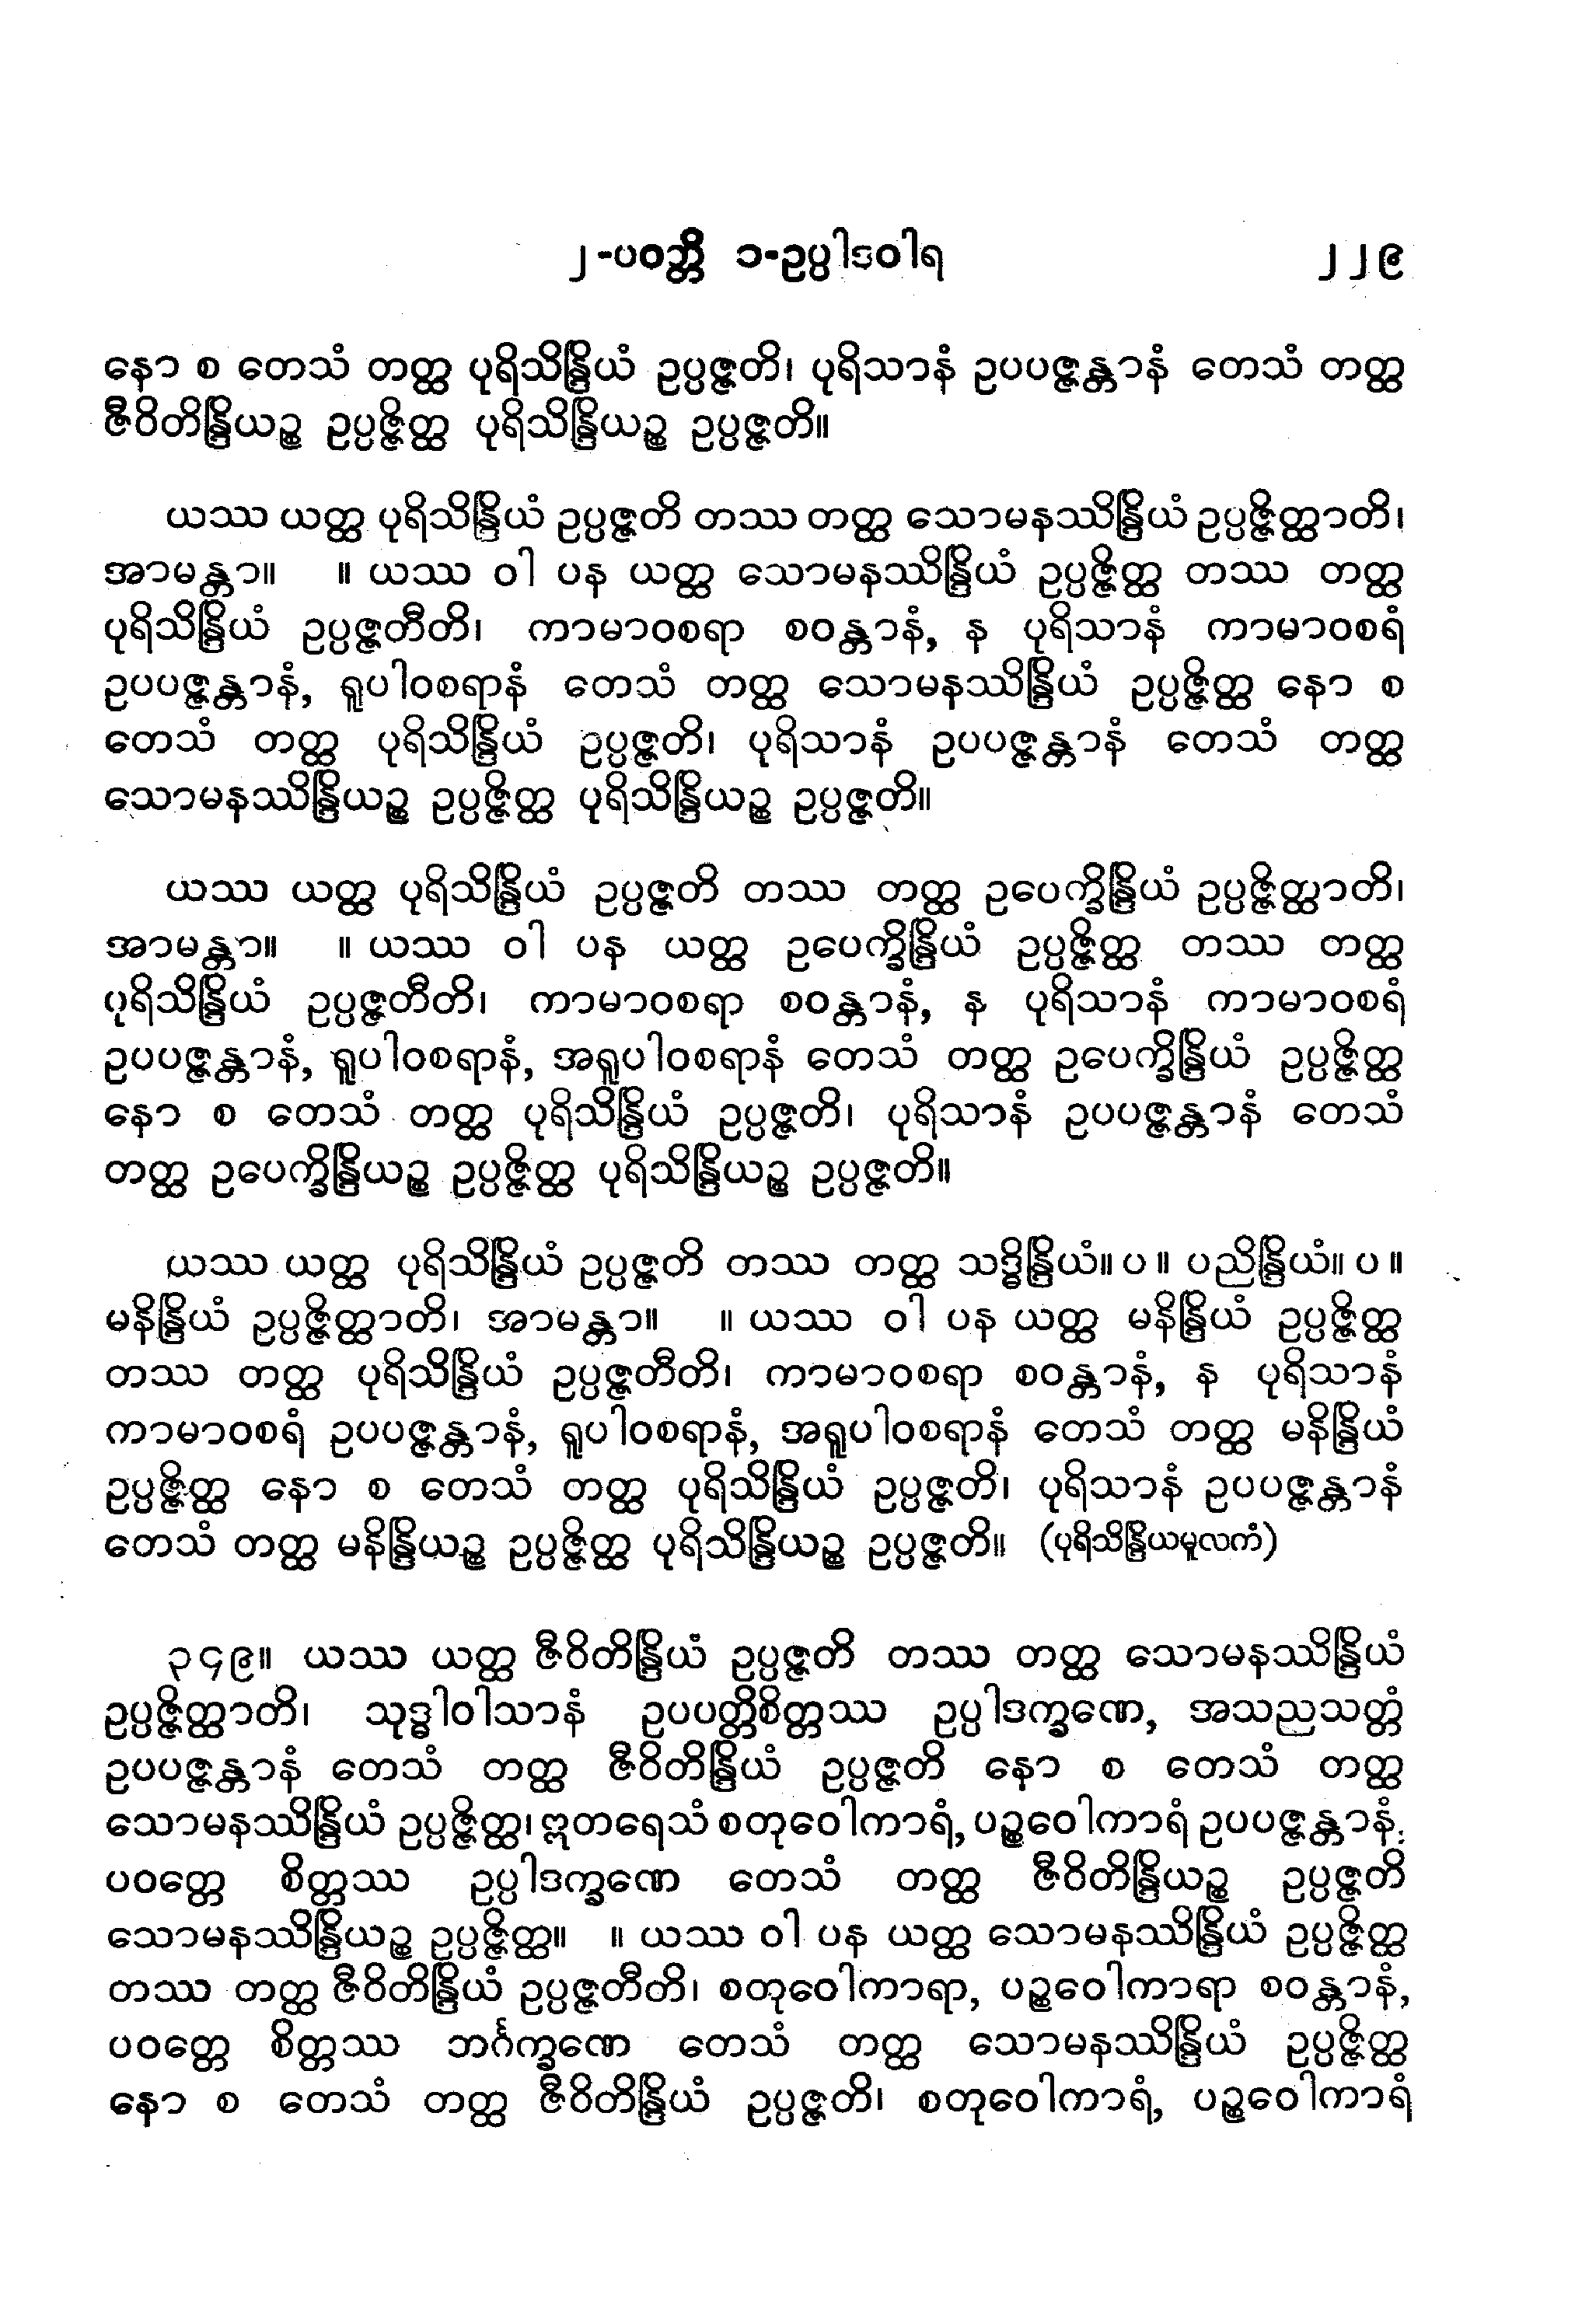 ၂-ပဝတ္တိ ၁-ဥပ္ပါဒဝါရ ၂၂၉
နော စ တေသံ တတ္ထ ပုရိသိန္ဒြိယံ ဥပ္ပဇ္ဇတိ၊ ပုရိသာနံ ဥပပဇ္ဇန္တာနံ တေသံ တတ္ထ
ဇီဝိတိန္ဒြိယဉ္စ ဥပ္ပဇ္ဇိတ္ထ ပုရိသိန္ဒြိယဉ္စ ဥပ္ပဇ္ဇတိ။
ယဿ ယတ္ထ ပုရိသိန္ဒြိယံ ဥပ္ပဇ္ဇတိ တဿ တတ္ထ သောမနဿိန္ဒြိယံ ဥပ္ပဇ္ဇိတ္ထာတိ၊
အာမန္တာ။ ။ ယဿ ဝါ ပန ယတ္ထ သောမနဿိန္ဒြိယံ ဥပ္ပဇ္ဇိတ္ထ တဿ တတ္ထ
ပုရိသိန္ဒြိယံ ဥပ္ပဇ္ဇတီတိ၊ ကာမာဝစရာ စဝန္တာနံ, န ပုရိသာနံ ကာမာဝစရံ
ဥပပဇ္ဇန္တာနံ, ရူပါဝစရာနံ တေသံ တတ္ထ သောမနဿိန္ဒြိယံ ဥပ္ပဇ္ဇိတ္ထ နော စ
တေသံ တတ္ထ ပုရိသိန္ဒြိယံ ဥပ္ပဇ္ဇတိ၊ ပုရိသာနံ ဥပပဇ္ဇန္တာနံ တေသံ တတ္ထ
သောမနဿိန္ဒြိယဉ္စ ဥပ္ပဇ္ဇိတ္ထ ပုရိသိန္ဒြိယဉ္စ ဥပ္ပဇ္ဇတိ။
ယဿ ယတ္ထ ပုရိသိန္ဒြိယံ ဥပ္ပဇ္ဇတိ တဿ တတ္ထ ဥပေက္ခိန္ဒြိယံ ဥပ္ပဇ္ဇိတ္ထာတိ၊
အာမန္တာ။ ။ ယဿ ဝါ ပန ယတ္ထ ဥပေက္ခိန္ဒြိယံ ဥပ္ပဇ္ဇိတ္ထ တဿ တတ္ထ
ပုရိသိန္ဒြိယံ ဥပ္ပဇ္ဇတီတိ၊ ကာမာဝစရာ စဝန္တာနံ, န ပုရိသာနံ ကာမာဝစရံ
ဥပပဇ္ဇန္တာနံ, ရူပါဝစရာနံ, အရူပါဝစရာနံ တေသံ တတ္ထ ဥပေက္ခိန္ဒြိယံ ဥပ္ပဇ္ဇိတ္ထ
နော စ တေသံ တတ္ထ ပုရိသိန္ဒြိယံ ဥပ္ပဇ္ဇတိ၊ ပုရိသာနံ ဥပပဇ္ဇန္တာနံ တေသံ
တတ္ထ ဥပေက္ခိန္ဒြိယဉ္စ ဥပ္ပဇ္ဇိတ္ထ ပုရိသိန္ဒြိယဉ္စ ဥပ္ပဇ္ဇတိ။
ယဿ ယတ္ထ ပုရိသိန္ဒြိယံ ဥပ္ပဇ္ဇတိ တဿ တတ္ထ သဒ္ဓိန္ဒြိယံ။ ပ ။ ပညိန္ဒြိယံ။ ပ ။
မနိန္ဒြိယံ ဥပ္ပဇ္ဇိတ္ထာတိ၊ အာမန္တာ။ ။ ယဿ ဝါ ပန ယတ္ထ မနိန္ဒြိယံ ဥပ္ပဇ္ဇိတ္ထ
တဿ တတ္ထ ပုရိသိန္ဒြိယံ ဥပ္ပဇ္ဇတီတိ၊ ကာမာဝစရာ စဝန္တာနံ, န ပုရိသာနံ
ကာမာဝစရံ ဥပပဇ္ဇန္တာနံ, ရူပါဝစရာနံ, အရူပါဝစရာနံ တေသံ တတ္ထ မနိန္ဒြိယံ
ဥပ္ပဇ္ဇိတ္ထ နော စ တေသံ တတ္ထ ပုရိသိန္ဒြိယံ ဥပ္ပဇ္ဇတိ၊ ပုရိသာနံ ဥပပဇ္ဇန္တာနံ
တေသံ တတ္ထ မနိန္ဒြိယဉ္စ ဥပ္ပဇ္ဇိတ္ထ ပုရိသိန္ဒြိယဉ္စ ဥပ္ပဇ္ဇတိ။ (ပုရိသိန္ဒြိယမူလကံ)
၃၄၉။ ယဿ ယတ္ထ ဇီဝိတိန္ဒြိယံ ဥပ္ပဇ္ဇတိ တဿ တတ္ထ သောမနဿိန္ဒြိယံ
ဥပ္ပဇ္ဇိတ္ထာတိ၊ သုဒ္ဓါဝါသာနံ ဥပပတ္တိစိတ္တဿ ဥပ္ပါဒက္ခဏေ, အသညသတ္တံ
ဥပပဇ္ဇန္တာနံ တေသံ တတ္ထ ဇီဝိတိန္ဒြိယံ ဥပ္ပဇ္ဇတိ နော စ တေသံ တတ္ထ
သောမနဿိန္ဒြိယံ ဥပ္ပဇ္ဇိတ္ထ၊ ဣတရေသံ စတုဝေါကာရံ, ပဉ္စဝေါကာရံ ဥပပဇ္ဇန္တာနံ,
ပဝတ္တေ စိတ္တဿ ဥပ္ပါဒက္ခဏေ တေသံ တတ္ထ ဇီဝိတိန္ဒြိယဉ္စ ဥပ္ပဇ္ဇတိ
သောမနဿိန္ဒြိယဉ္စ ဥပ္ပဇ္ဇိတ္ထ။ ။ ယဿ ဝါ ပန ယတ္ထ သောမနဿိန္ဒြိယံ ဥပ္ပဇ္ဇိတ္ထ
တဿ တတ္ထ ဇီဝိတိန္ဒြိယံ ဥပ္ပဇ္ဇတီတိ၊ စတုဝေါကာရာ, ပဉ္စဝေါကာရာ စဝန္တာနံ,
ပဝတ္တေ စိတ္တဿ ဘင်္ဂက္ခဏေ တေသံ တတ္ထ သောမနဿိန္ဒြိယံ ဥပ္ပဇ္ဇိတ္ထ
နော စ တေသံ တတ္ထ ဇီဝိတိန္ဒြိယံ ဥပ္ပဇ္ဇတိ၊ စတုဝေါကာရံ, ပဉ္စဝေါကာရံ